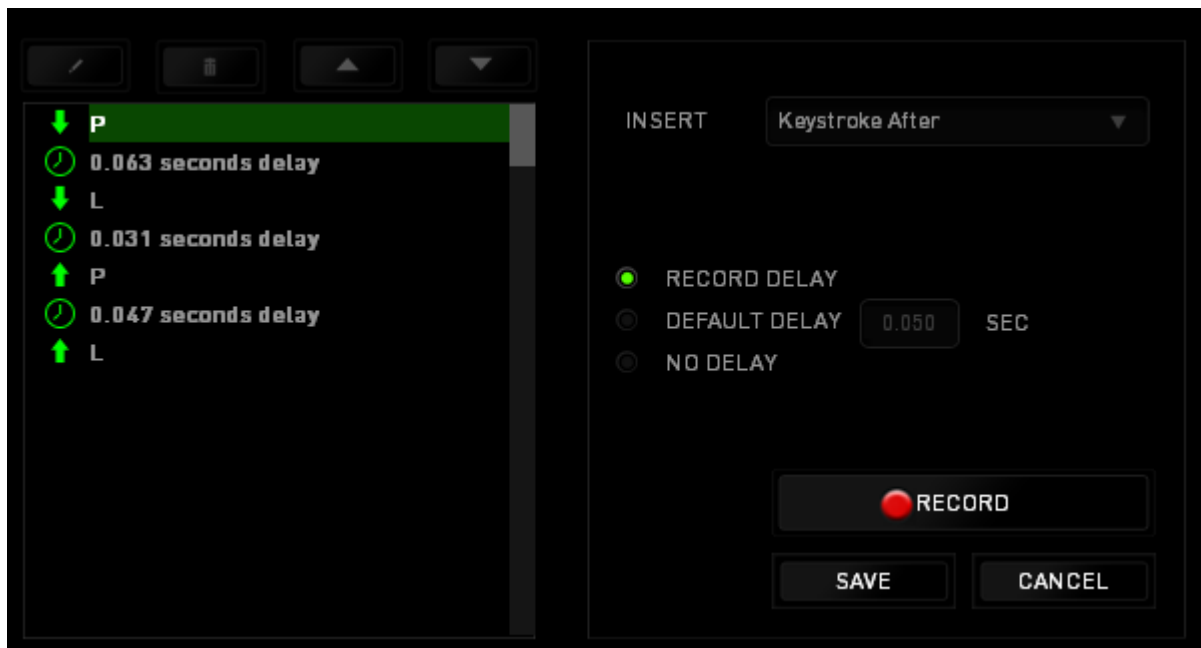 P
0.063 seconds delay
L
0.031 seconds delay
P
0.047 seconds delay
L
INSERT Keystroke After
RECORD DELAY
DEFAULT DELAY 0.050 SEC
NO DELAY
RECORD
SAVE CANCEL